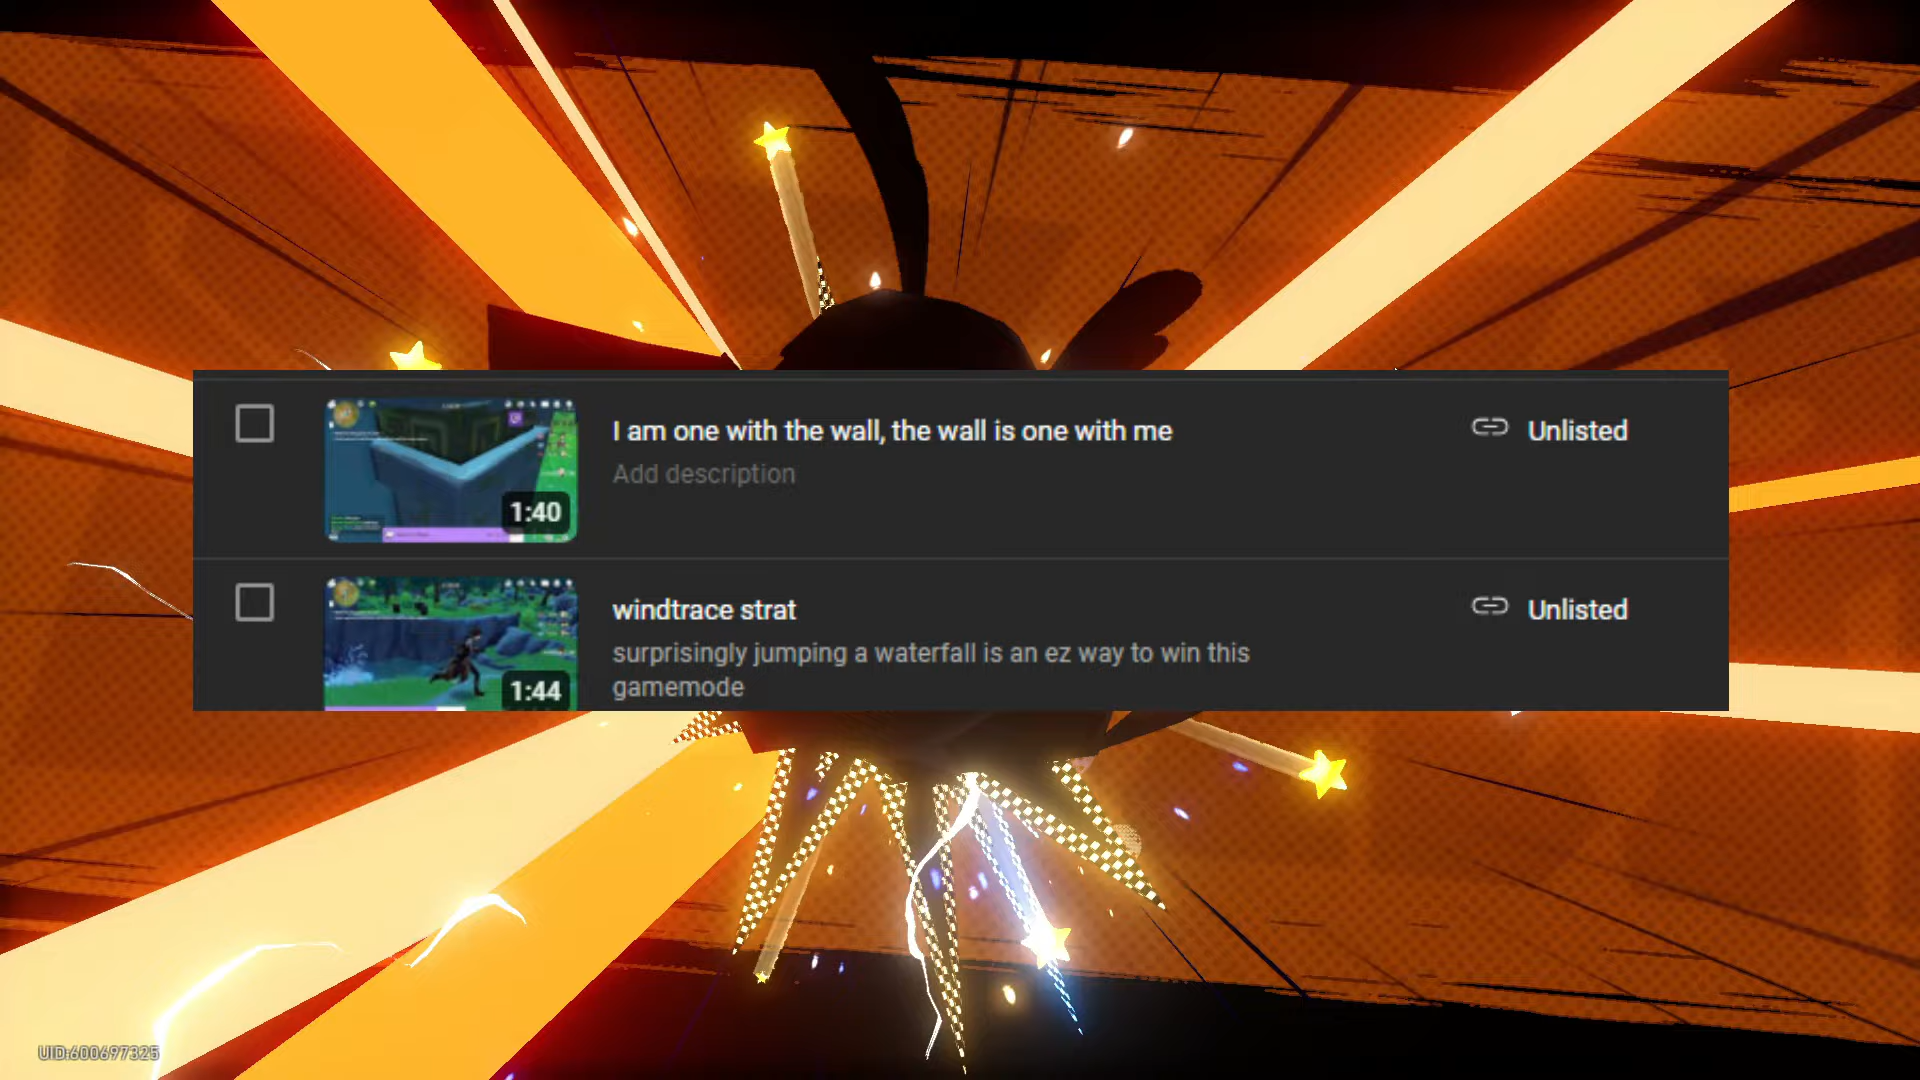 I am one with the wall, the wall is one with me
Unlisted
Add description
1:40
windtrace strat
Unlisted
surprisingly jumping a waterfall is an ez way to win this
gamemode
1:44
UID:600697325